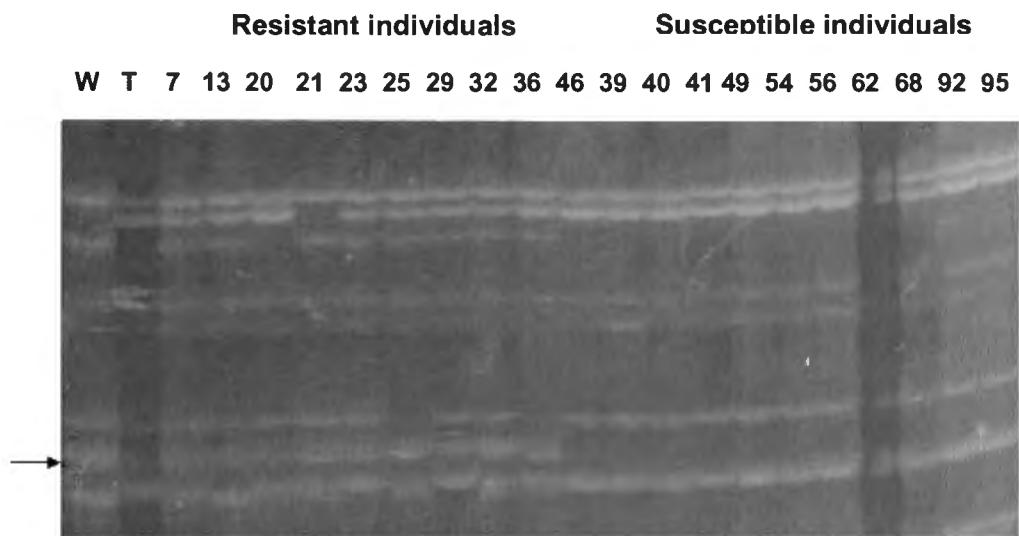 Resistant individuals Susceptible individuals
W T 7 13 20 21 23 25 29 32 36 46 39 40 41 49 54 56 62 68 92 95